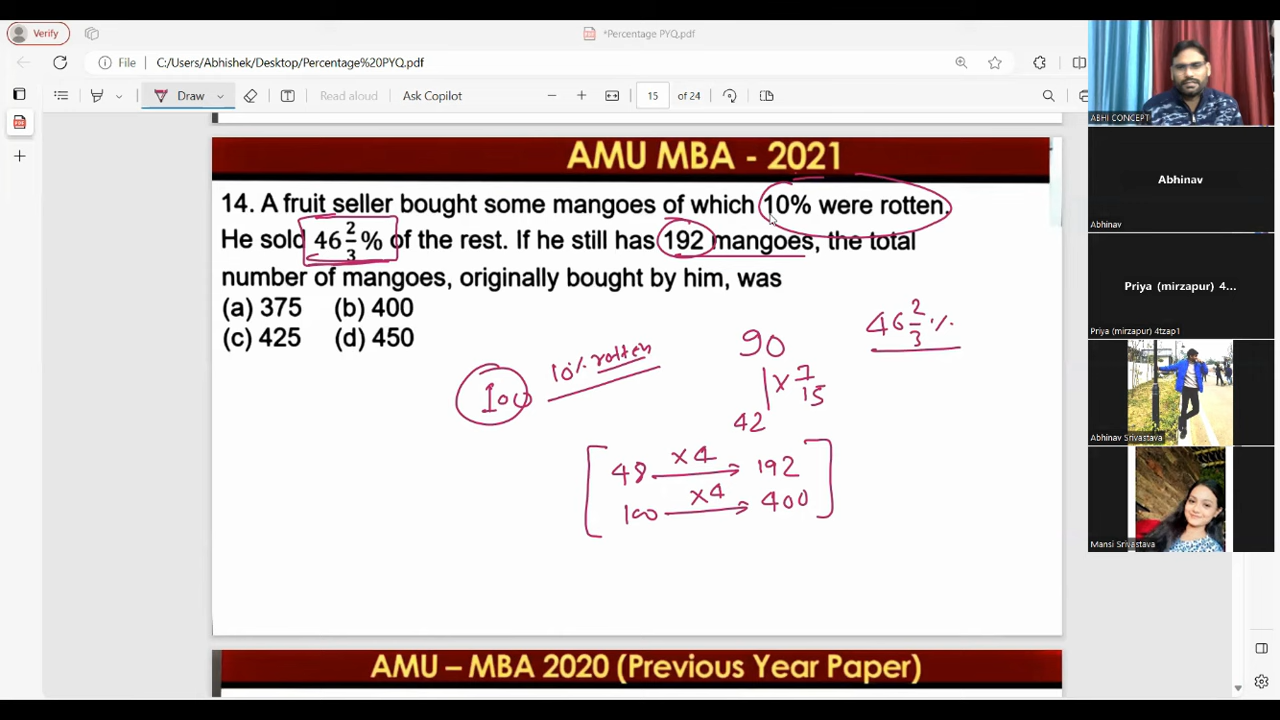 Verify
*Percentage PYQ.pdf
File
C:/Users/Abhishek/Desktop/Percentage%20PYQ.pdf
Draw
Read aloud
Ask Copilot
15
of 24
ABHI CONCEPT
AMU MBA - 2021
14. A fruit seller bought some mangoes of which 10% were rotten.
He sold 46 2/3 % of the rest. If he still has 192 mangoes, the total
number of mangoes, originally bought by him, was
(a) 375 (b) 400
(c) 425 (d) 450
46 2/3 %
100 10% rotten
90
x 7/15
42
48 x4 192
100 x4 400
AMU – MBA 2020 (Previous Year Paper)
Abhinav
Abhinav
Priya (mirzapur) 4...
Priya (mirzapur) 4tzap1
Abhinav Srivastava
Mansi Srivastava